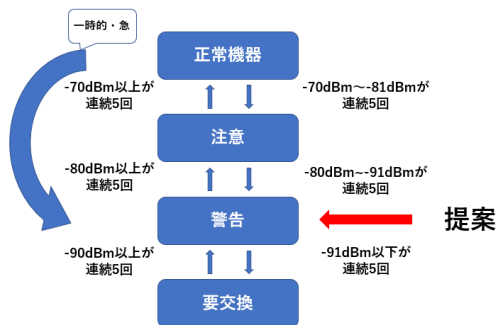 一時的・急
正常機器
-70dBm以上が
連続5回
-70dBm～-81dBmが
連続5回
注意
-80dBm以上が
連続5回
-80dBm~-91dBmが
連続5回
警告
提案
-90dBm以上が
連続5回
-91dBm以下が
連続5回
要交換